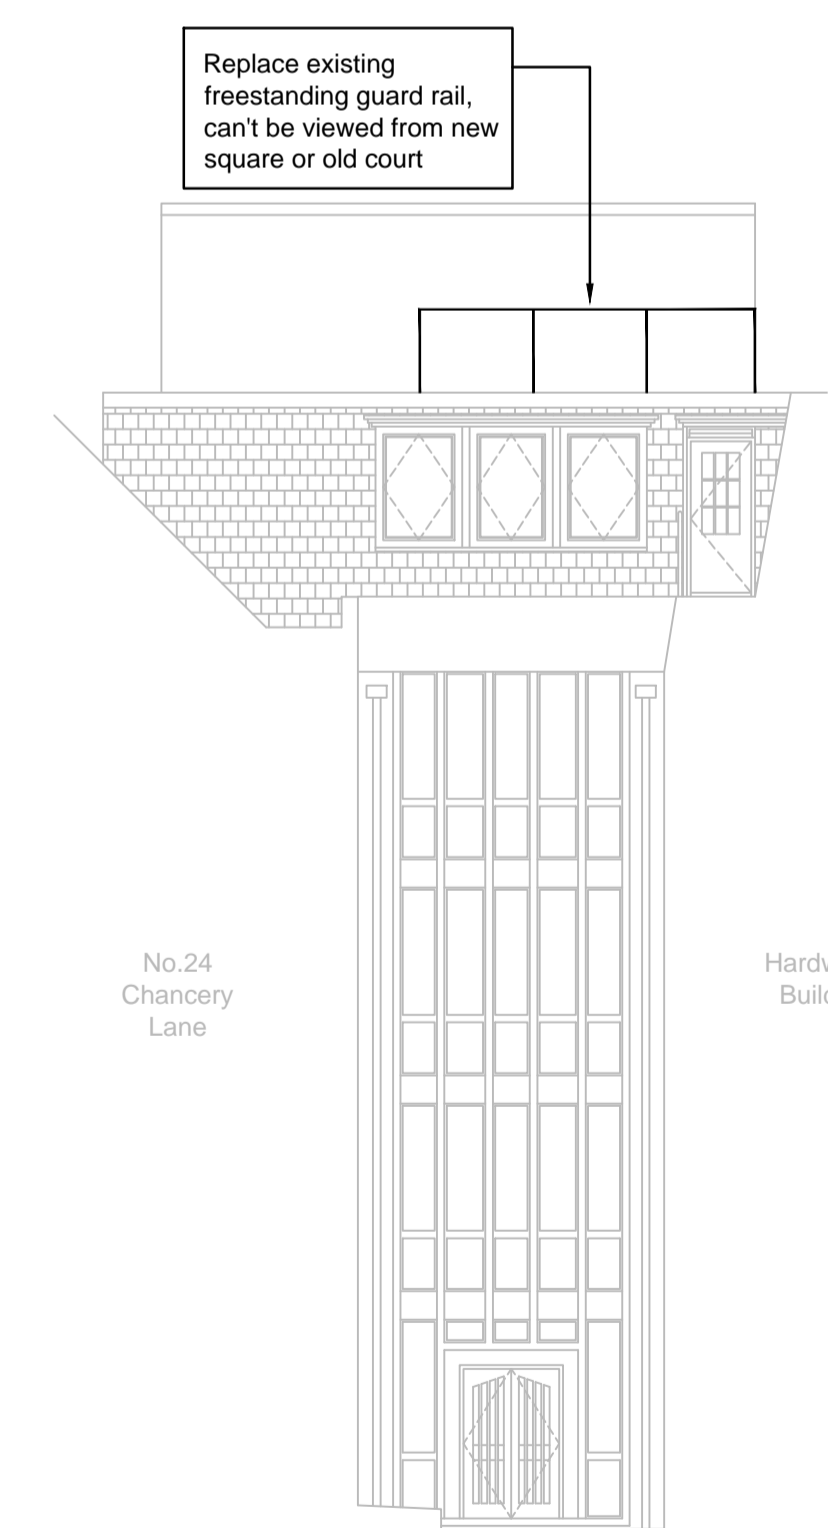 Replace existing
freestanding guard rail,
can't be viewed from new
square or old court
No.24
Chancery
Lane